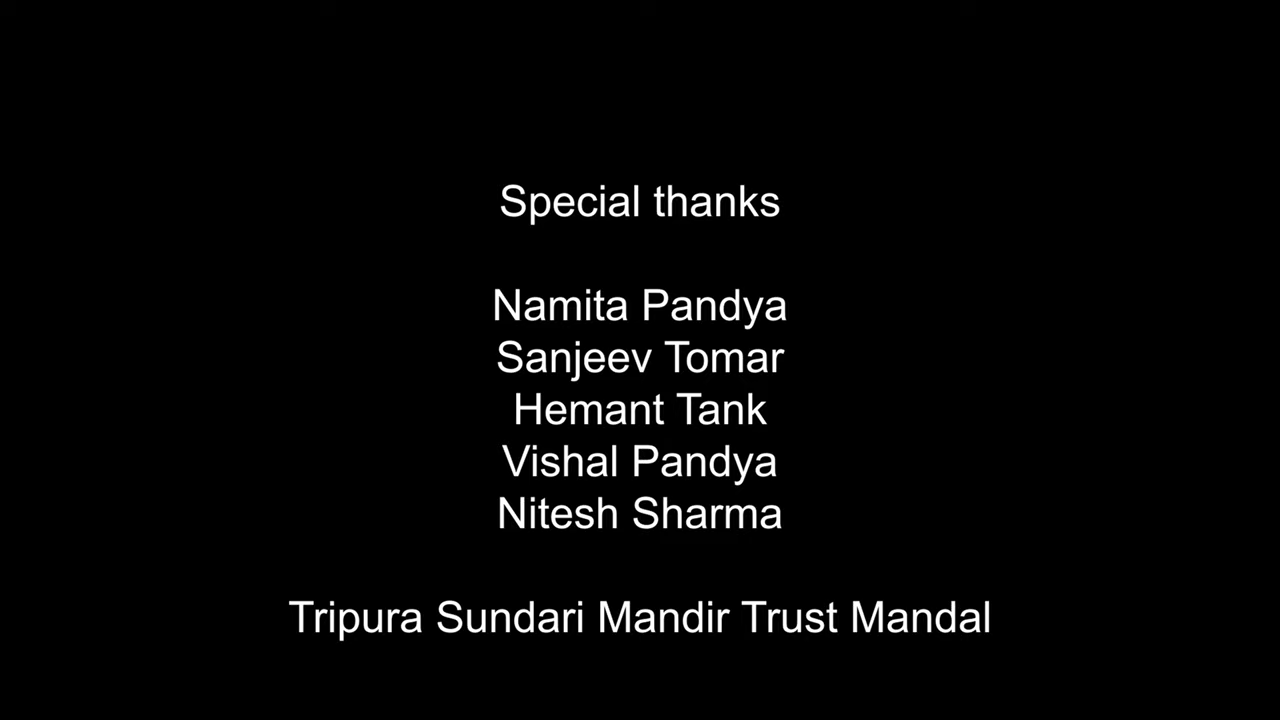 Special thanks
Namita Pandya
Sanjeev Tomar
Hemant Tank
Vishal Pandya
Nitesh Sharma
Tripura Sundari Mandir Trust Mandal